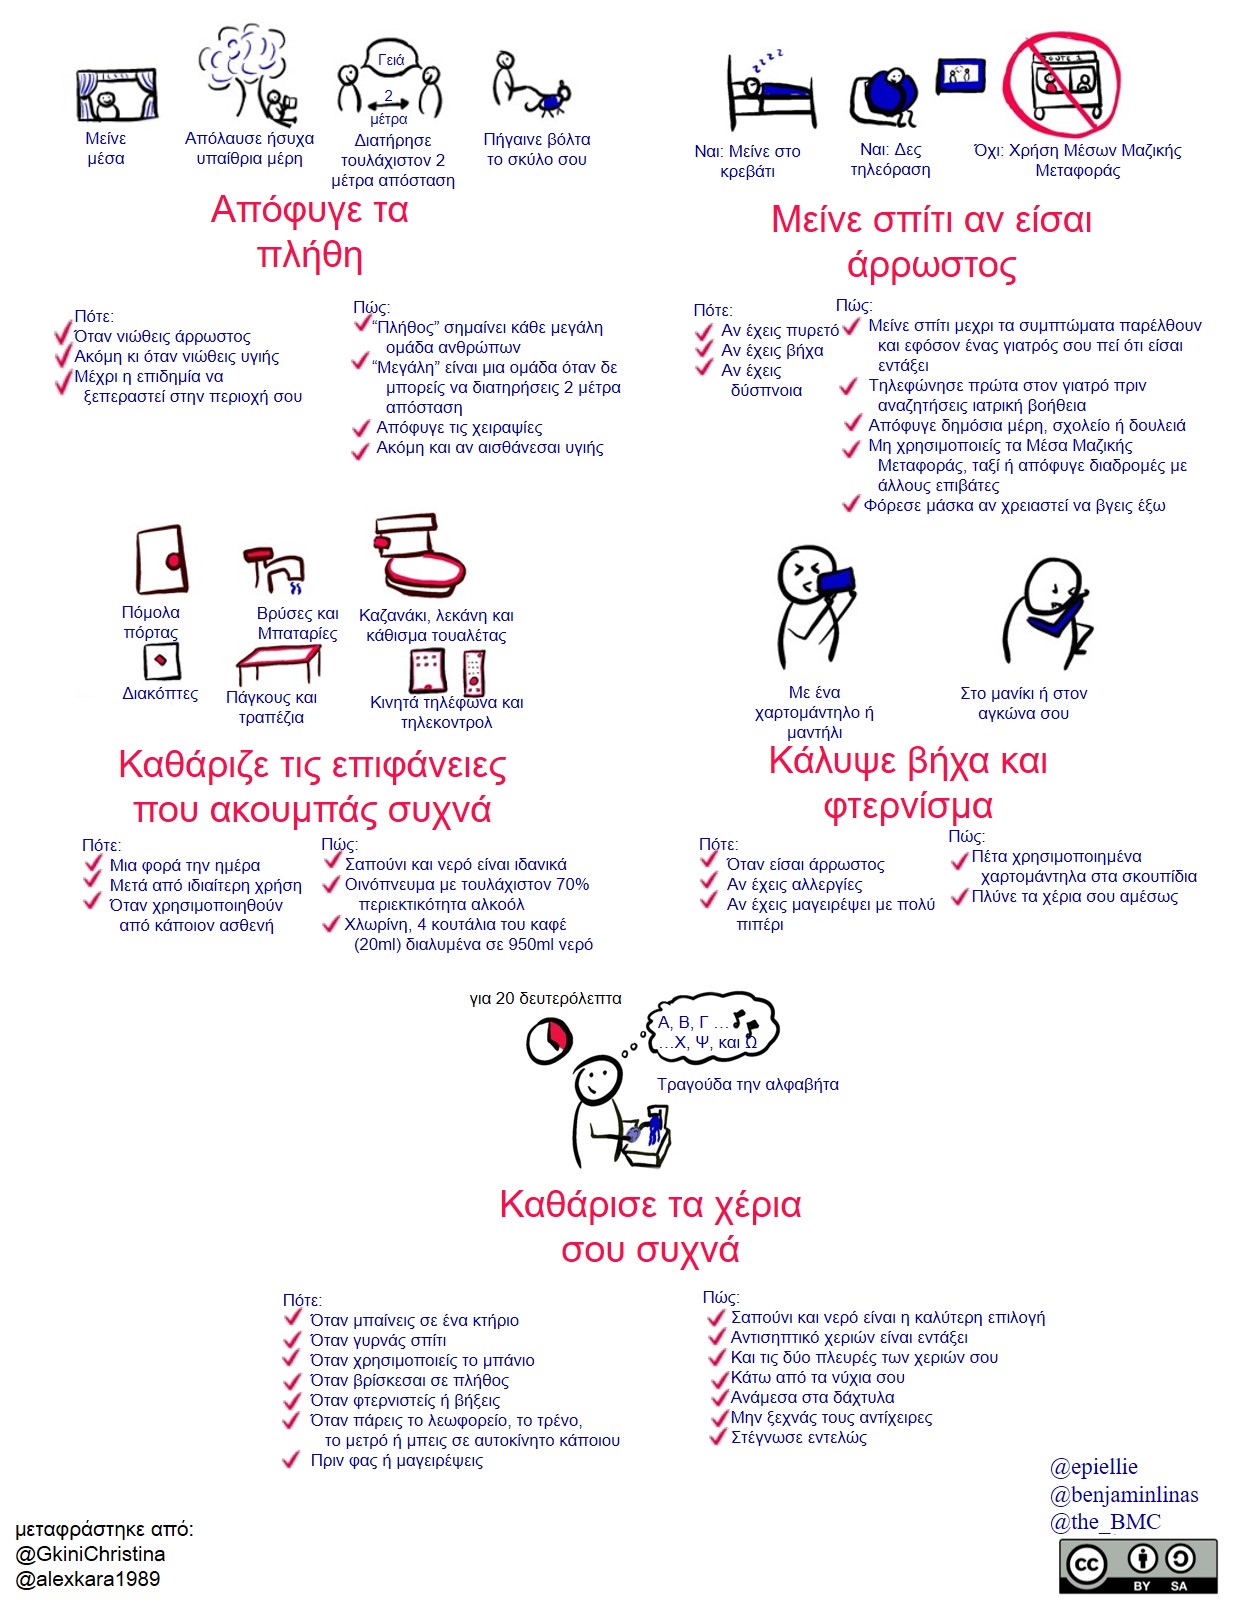 Γειά
2
μέτρα
Μείνε
μέσα
Απόλαυσε ήσυχα
υπαίθρια μέρη
Διατήρησε
τουλάχιστον 2
μέτρα απόσταση
Πήγαινε βόλτα
το σκύλο σου
Απόφυγε τα
πλήθη
Πότε:
Όταν νιώθεις άρρωστος
Ακόμη κι όταν νιώθεις υγιής
Μέχρι η επιδημία να
ξεπεραστεί στην περιοχή σου
Πώς:
“Πλήθος” σημαίνει κάθε μεγάλη
ομάδα ανθρώπων
“Μεγάλη” είναι μια ομάδα όταν δε
μπορείς να διατηρήσεις 2 μέτρα
απόσταση
Απόφυγε τις χειραψίες
Ακόμη και αν αισθάνεσαι υγιής
zzzz
ROUTE 1
Ναι: Μείνε στο
κρεβάτι
Ναι: Δες
τηλεόραση
Όχι: Χρήση Μέσων Μαζικής
Μεταφοράς
Μείνε σπίτι αν είσαι
άρρωστος
Πότε:
Αν έχεις πυρετό
Αν έχεις βήχα
Αν έχεις
δύσπνοια
Πώς:
Μείνε σπίτι μεχρι τα συμπτώματα παρέλθουν
και εφόσον ένας γιατρός σου πεί ότι είσαι
εντάξει
Τηλεφώνησε πρώτα στον γιατρό πριν
αναζητήσεις ιατρική βοήθεια
Απόφυγε δημόσια μέρη, σχολείο ή δουλειά
Μη χρησιμοποιείς τα Μέσα Μαζικής
Μεταφοράς, ταξί ή απόφυγε διαδρομές με
άλλους επιβάτες
Φόρεσε μάσκα αν χρειαστεί να βγεις έξω
Πόμολα
πόρτας
Βρύσες και
Μπαταρίες
Καζανάκι, λεκάνη και
κάθισμα τουαλέτας
Διακόπτες
Πάγκους και
τραπέζια
Κινητά τηλέφωνα και
τηλεκοντρολ
Καθάριζε τις επιφάνειες
που ακουμπάς συχνά
Πότε:
Μια φορά την ημέρα
Μετά από ιδιαίτερη χρήση
Όταν χρησιμοποιηθούν
από κάποιον ασθενή
Πώς:
Σαπούνι και νερό είναι ιδανικά
Οινόπνευμα με τουλάχιστον 70%
περιεκτικότητα αλκοόλ
Χλωρίνη, 4 κουτάλια του καφέ
(20ml) διαλυμένα σε 950ml νερό
Με ένα
χαρτομάντηλο ή
μαντήλι
Στο μανίκι ή στον
αγκώνα σου
Κάλυψε βήχα και
φτερνίσμα
Πότε:
Όταν είσαι άρρωστος
Αν έχεις αλλεργίες
Αν έχεις μαγειρέψει με πολύ
πιπέρι
Πώς:
Πέτα χρησιμοποιημένα
χαρτομάντηλα στα σκουπίδια
Πλύνε τα χέρια σου αμέσως
για 20 δευτερόλεπτα
Α, Β, Γ ...
...Χ, Ψ, και Ω
Τραγούδα την αλφαβήτα
Καθάρισε τα χέρια
σου συχνά
Πότε:
Όταν μπαίνεις σε ένα κτήριο
Όταν γυρνάς σπίτι
Όταν χρησιμοποιείς το μπάνιο
Όταν βρίσκεσαι σε πλήθος
Όταν φτερνιστείς ή βήξεις
Όταν πάρεις το λεωφορείο, το τρένο,
το μετρό ή μπεις σε αυτοκίνητο κάποιου
Πριν φας ή μαγειρέψεις
Πώς:
Σαπούνι και νερό είναι η καλύτερη επιλογή
Αντισηπτικό χεριών είναι εντάξει
Και τις δύο πλευρές των χεριών σου
Κάτω από τα νύχια σου
Ανάμεσα στα δάχτυλα
Μην ξεχνάς τους αντίχειρες
Στέγνωσε εντελώς
@epiellie
@benjaminlinas
@the_BMC
cc
BY SA
μεταφράστηκε από:
@GkiniChristina
@alexkara1989